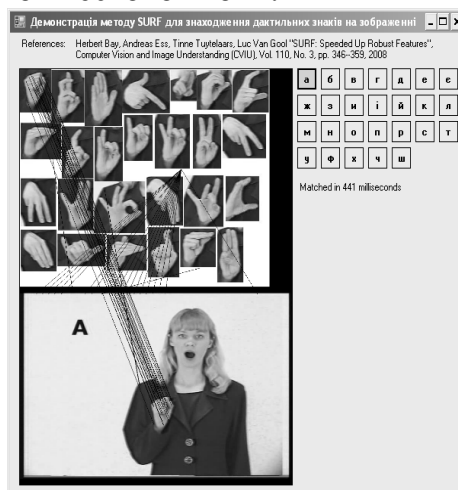 Демонстрація методу SURF для знаходження дактильних знаків на зображенні
References: Herbert Bay, Andreas Ess, Tinne Tuytelaars, Luc Van Gool "SURF: Speeded Up Robust Features",
Computer Vision and Image Understanding (CVIU), Vol. 110, No. 3, pp. 346–359, 2008
а б в г д е є
ж з и і й к л
м н о п р с т
у ф х ч ш
Matched in 441 milliseconds
A